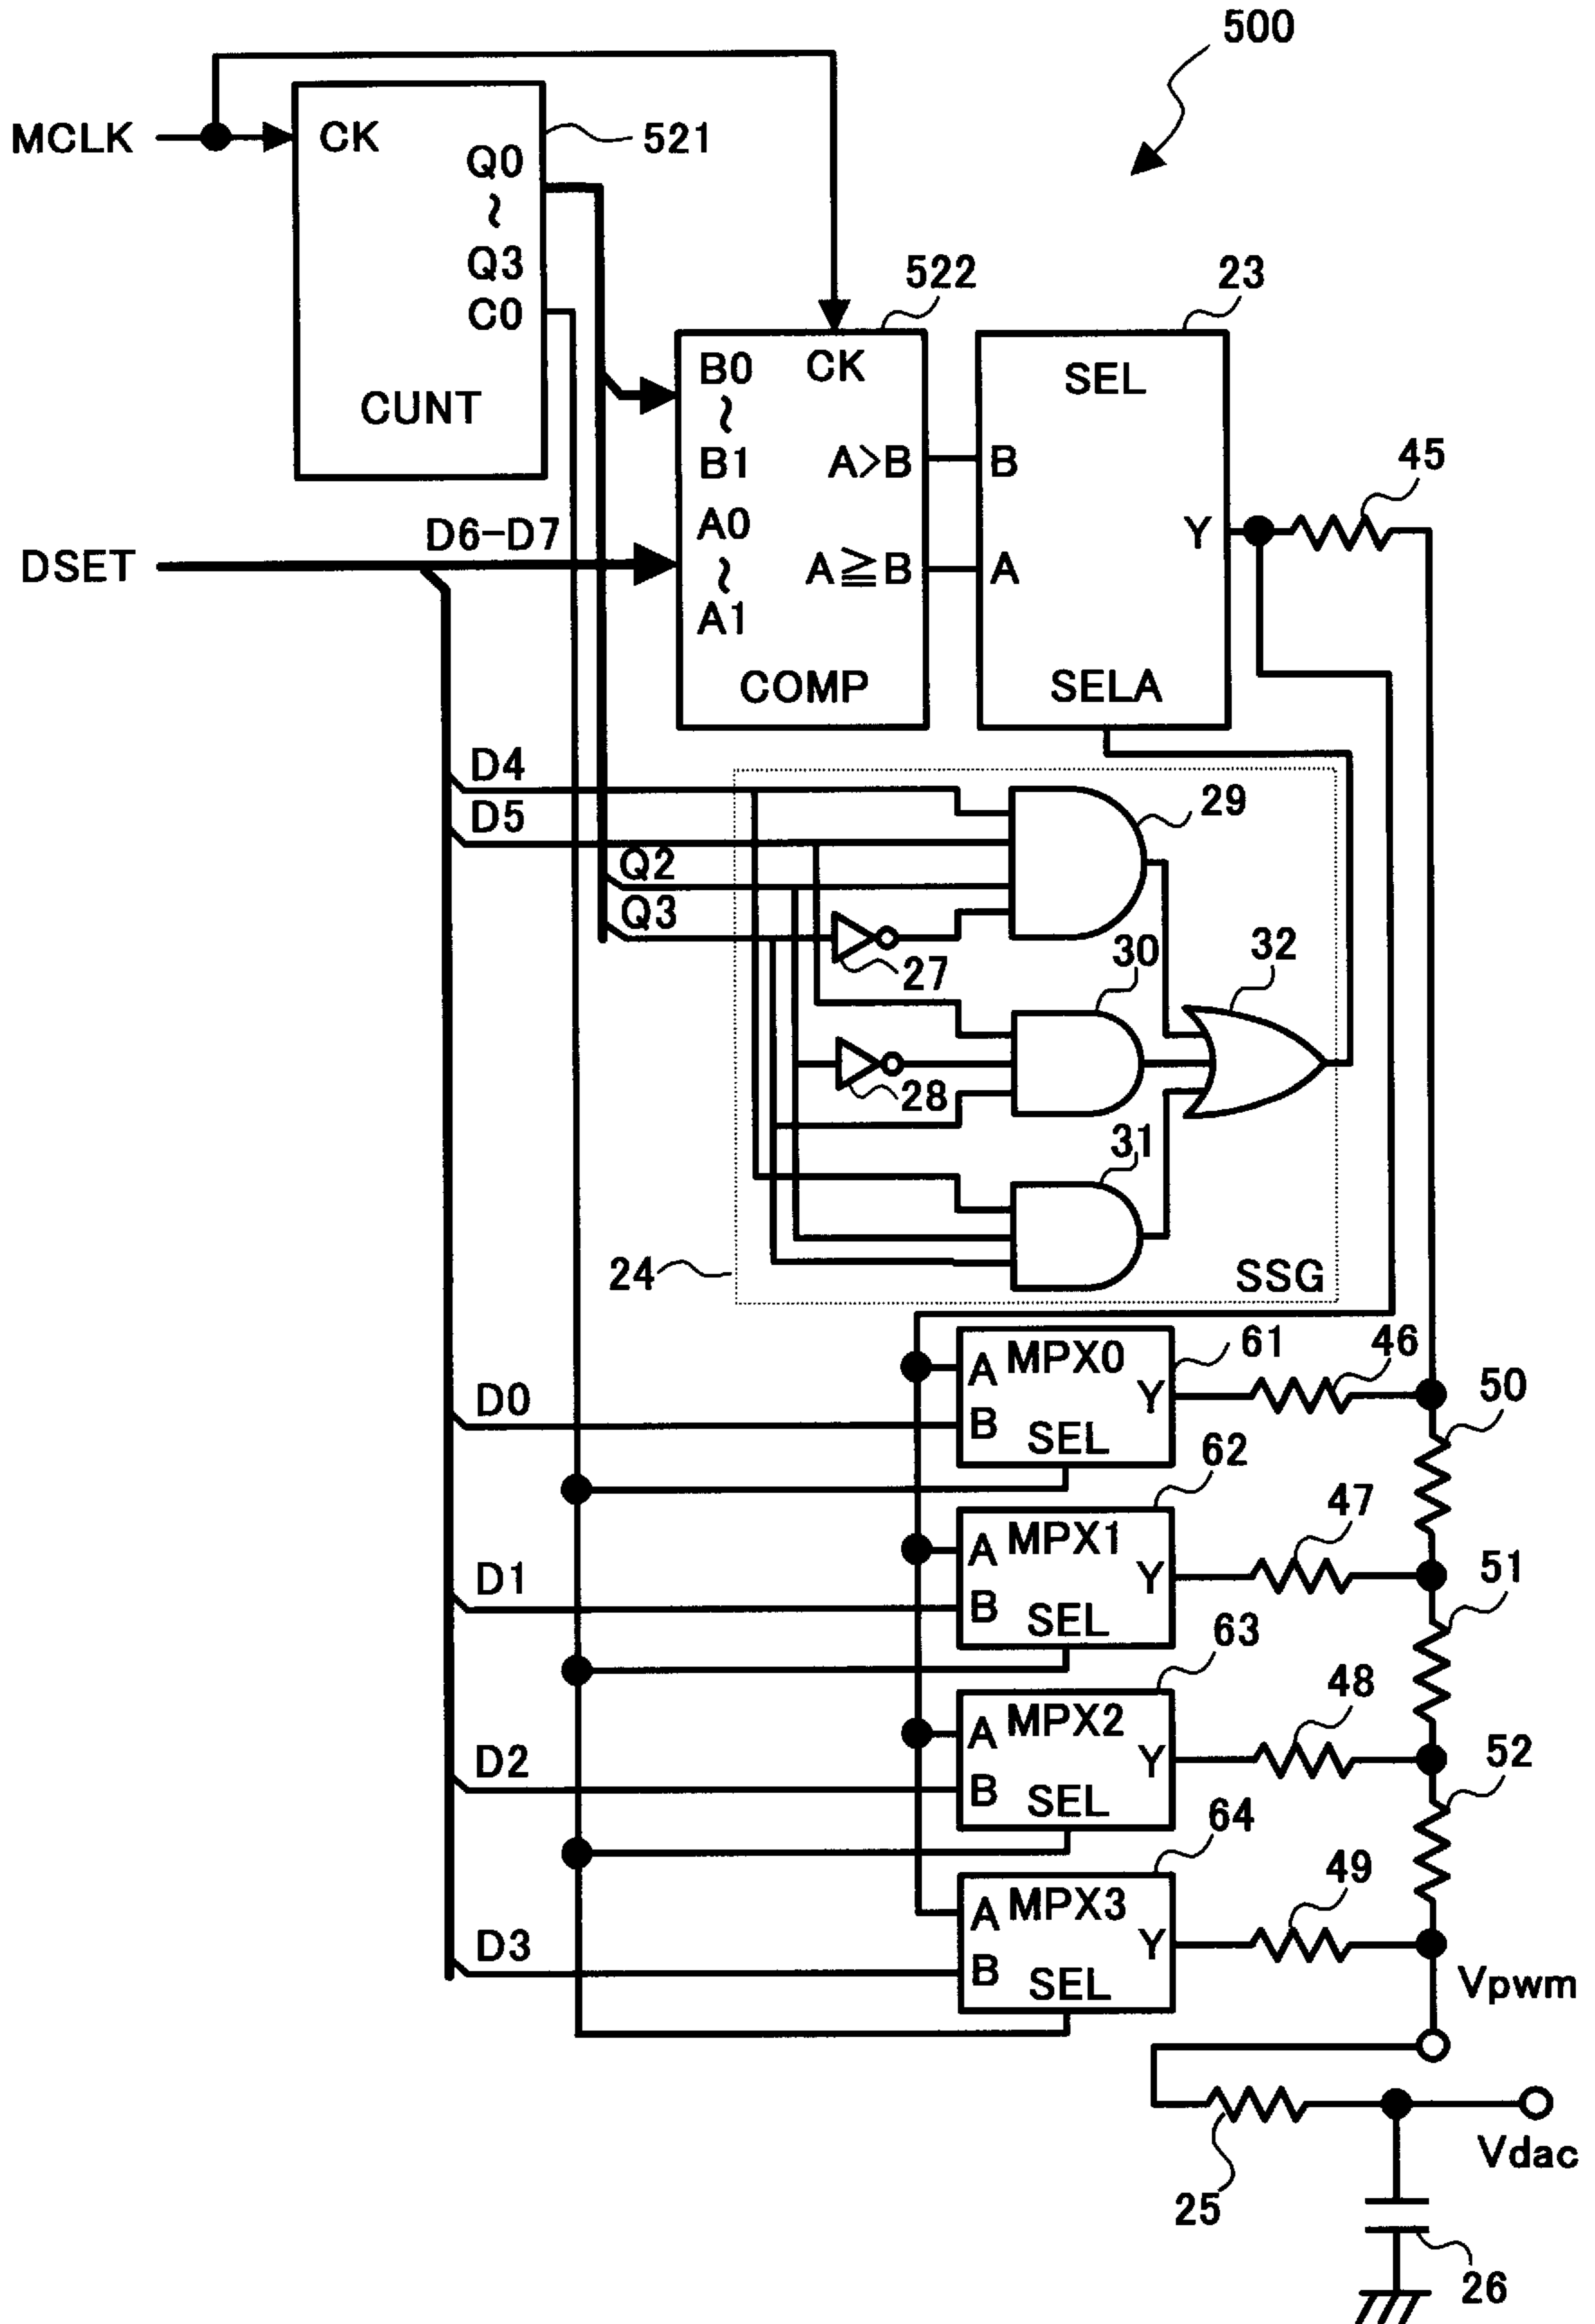 500
MCLK
CK
521
Q0
~
Q3
C0
CUNT
522
23
B0
~
B1
CK
A>B
A0
~
A1
A≧B
COMP
SEL
B
A
Y
SELA
45
DSET
D6-D7
D4
D5
Q2
Q3
29
27
30
32
28
31
24
SSG
D0
A
MPX0
B
Y
SEL
61
46
50
D1
A
MPX1
B
Y
SEL
62
47
51
D2
A
MPX2
B
Y
SEL
63
48
52
D3
A
MPX3
B
Y
SEL
64
49
Vpwm
25
Vdac
26